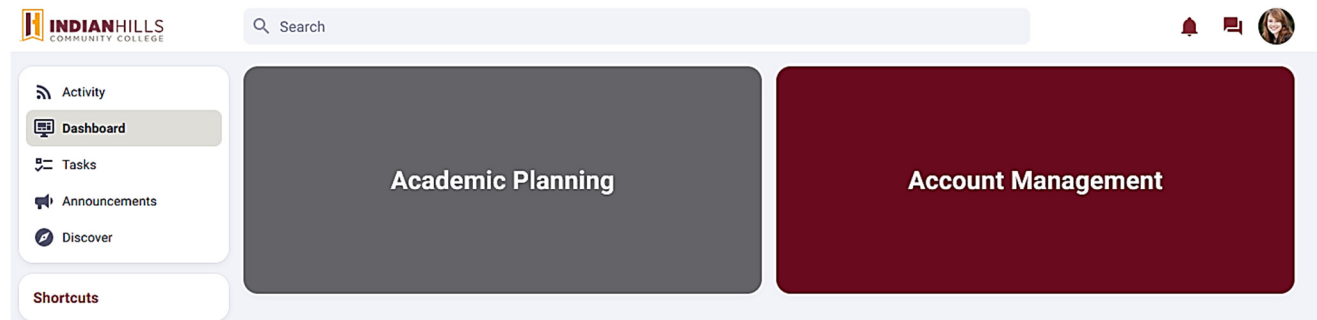 INDIANHILLS
COMMUNITY COLLEGE
Search
Activity
Dashboard
Tasks
Announcements
Discover
Shortcuts
Academic Planning
Account Management